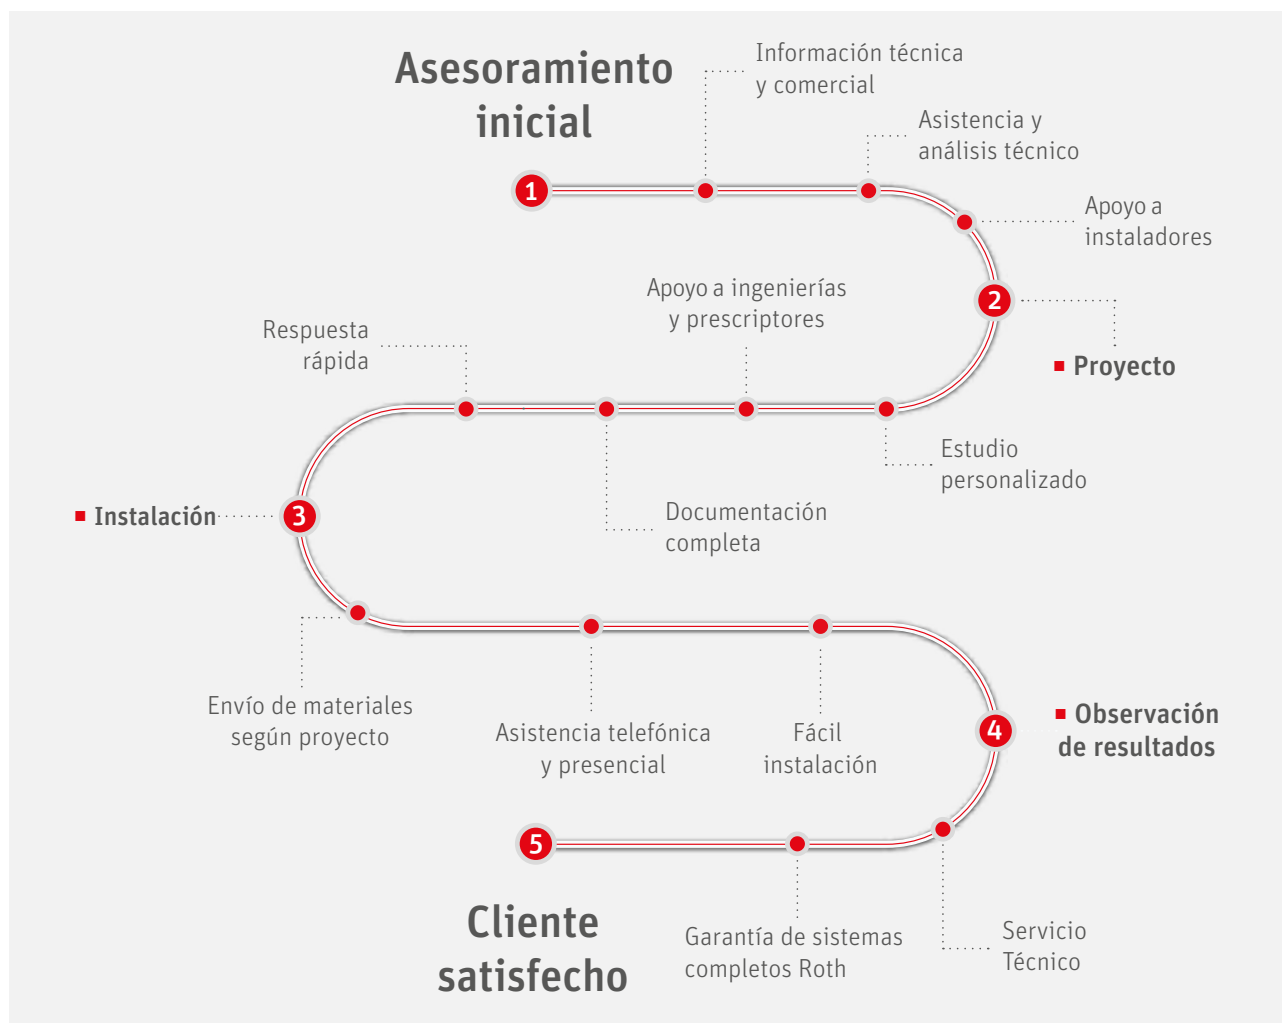 Asesoramiento
inicial
Información técnica
y comercial
Asistencia y
análisis técnico
1
Apoyo a
instaladores
2
Proyecto
Apoyo a ingenierías
y prescriptores
Respuesta
rápida
Estudio
personalizado
Documentación
completa
Instalación
3
Envío de materiales
según proyecto
Asistencia telefónica
y presencial
Fácil
instalación
4
Observación
de resultados
5
Cliente
satisfecho
Garantía de sistemas
completos Roth
Servicio
Técnico